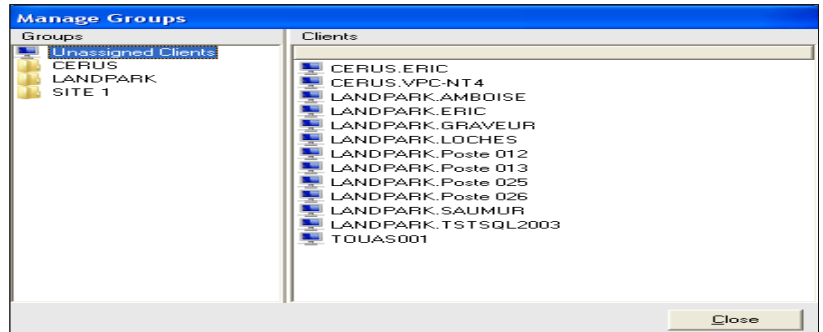 Manage Groups
Groups
Clients
Unassigned Clients
CERUS
LANDPARK
SITE 1
CERUS.ERIC
CERUS.VPC-NT4
LANDPARK.AMBOISE
LANDPARK.ERIC
LANDPARK.GRAVEUR
LANDPARK.LOCHES
LANDPARK.Poste 012
LANDPARK.Poste 013
LANDPARK.Poste 025
LANDPARK.Poste 026
LANDPARK.SAUMUR
LANDPARK.TSTSQL2003
TOUAS001
Close